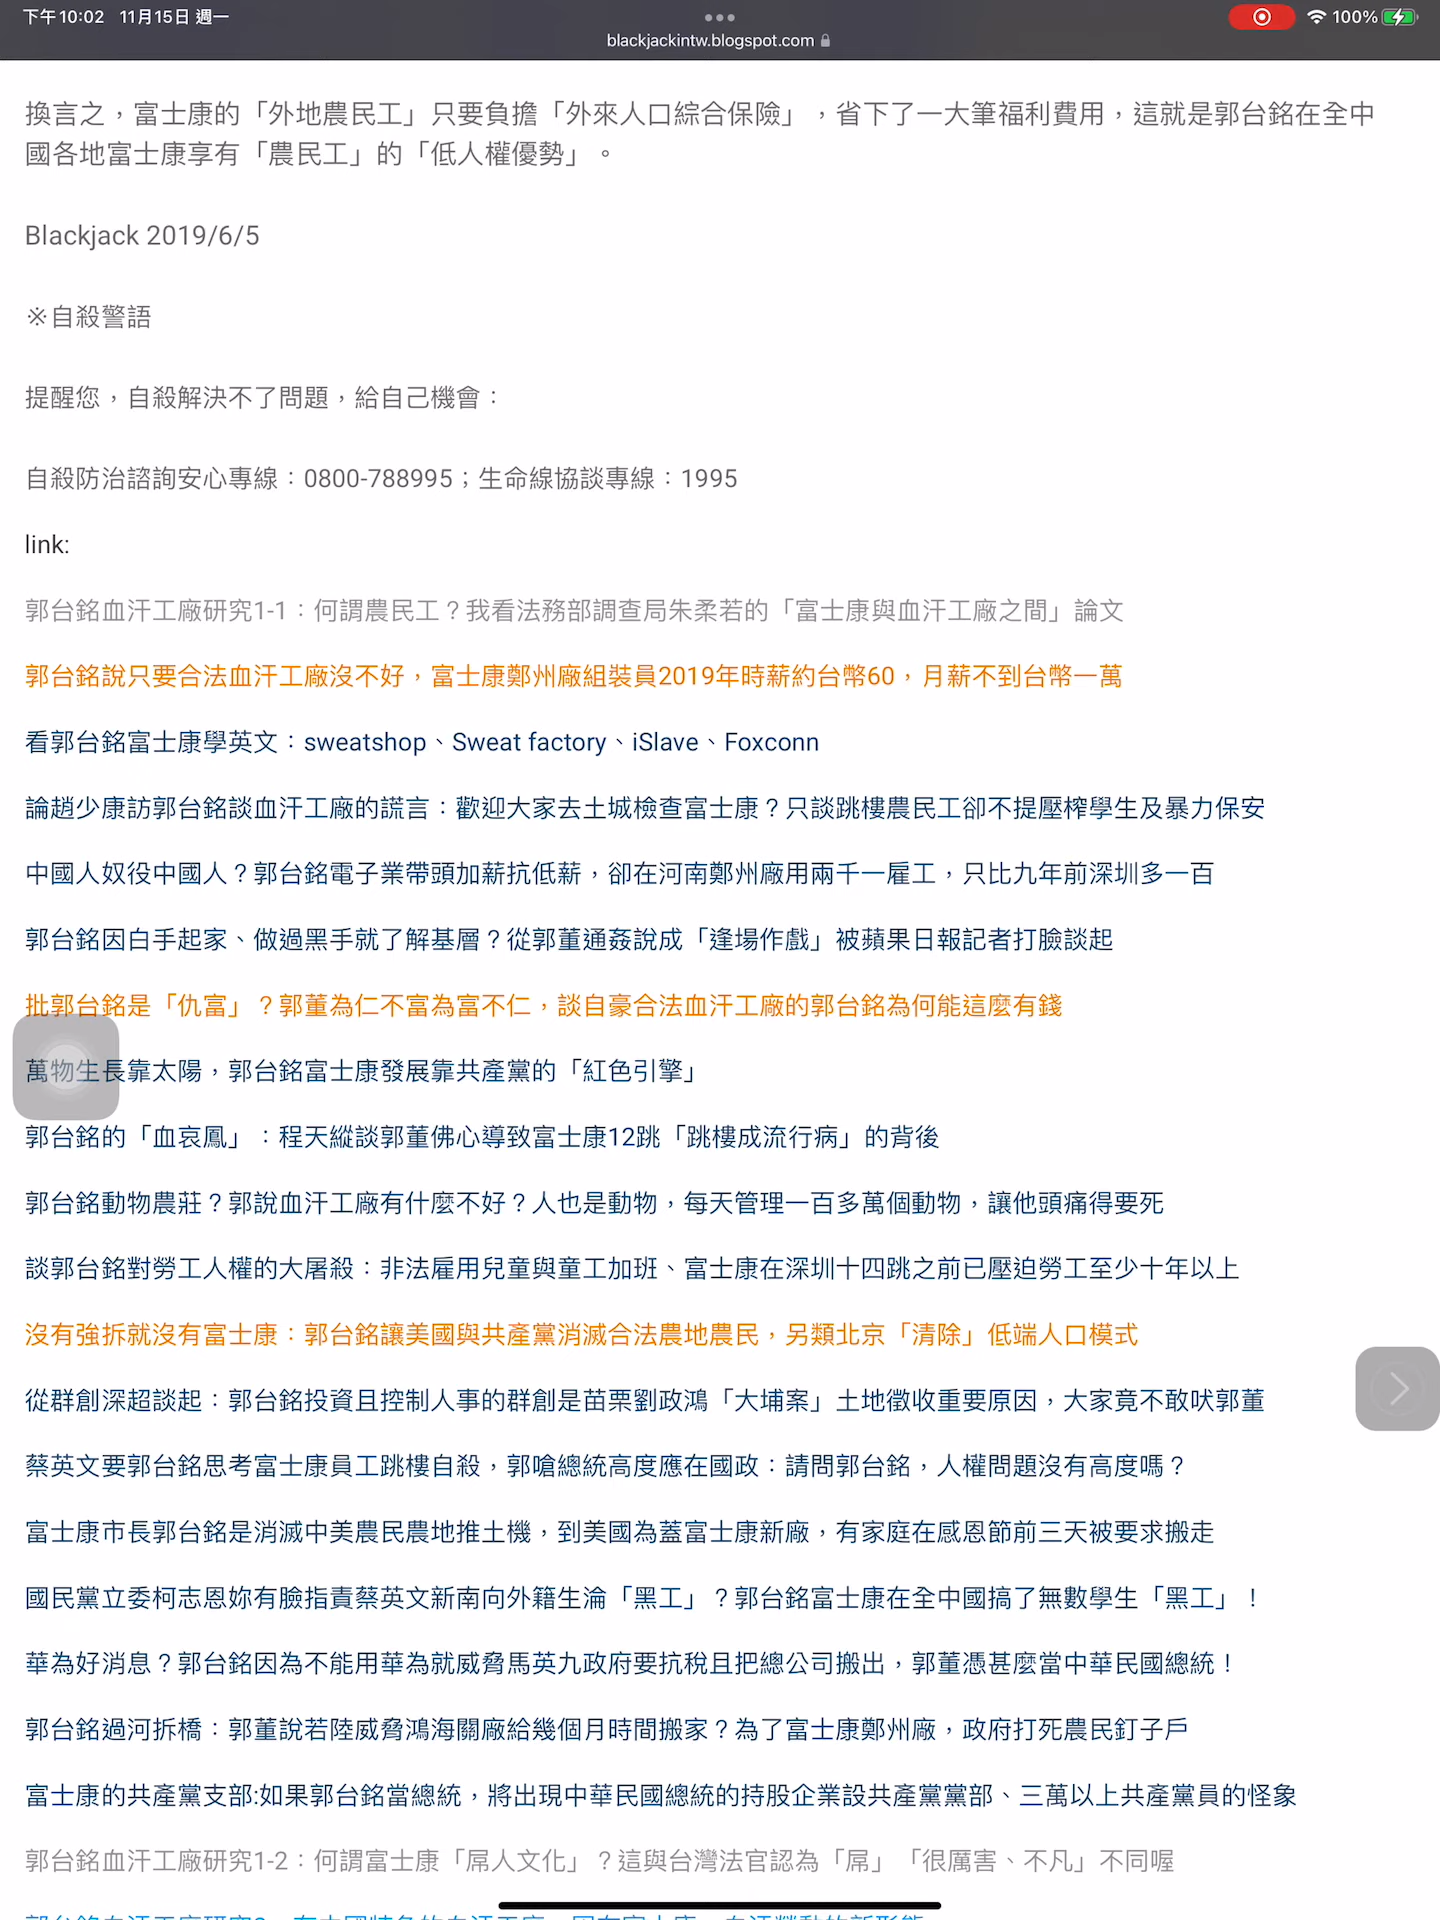 下午10:02 11月15日 週一
100%
blackjackintw.blogspot.com
換言之，富士康的「外地農民工」只要負擔「外來人口綜合保險」，省下了一大筆福利費用，這就是郭台銘在全中
國各地富士康享有「農民工」的「低人權優勢」。
Blackjack 2019/6/5
※自殺警語
提醒您，自殺解決不了問題，給自己機會：
自殺防治諮詢安心專線：0800-788995；生命線協談專線：1995
link:
郭台銘血汗工廠研究1-1：何謂農民工？我看法務部調查局朱柔若的「富士康與血汗工廠之間」論文
郭台銘說只要合法血汗工廠沒不好，富士康鄭州廠組裝員2019年時薪約台幣60，月薪不到台幣一萬
看郭台銘富士康學英文：sweatshop、Sweat factory、iSlave、Foxconn
論趙少康訪郭台銘談血汗工廠的謊言：歡迎大家去土城檢查富士康？只談跳樓農民工卻不提壓榨學生及暴力保安
中國人奴役中國人？郭台銘電子業帶頭加薪抗低薪，卻在河南鄭州廠用兩千一雇工，只比九年前深圳多一百
郭台銘因白手起家、做過黑手就了解基層？從郭董通姦說成「逢場作戲」被蘋果日報記者打臉談起
批郭台銘是「仇富」？郭董為仁不富為富不仁，談自豪合法血汗工廠的郭台銘為何能這麼有錢
萬物生長靠太陽，郭台銘富士康發展靠共產黨的「紅色引擎」
郭台銘的「血哀鳳」：程天縱談郭董佛心導致富士康12跳「跳樓成流行病」的背後
郭台銘動物農莊？郭說血汗工廠有什麼不好？人也是動物，每天管理一百多萬個動物，讓他頭痛得要死
談郭台銘對勞工人權的大屠殺：非法雇用兒童與童工加班、富士康在深圳十四跳之前已壓迫勞工至少十年以上
沒有強拆就沒有富士康：郭台銘讓美國與共產黨消滅合法農地農民，另類北京「清除」低端人口模式
從群創深超談起：郭台銘投資且控制人事的群創是苗栗劉政鴻「大埔案」土地徵收重要原因，大家竟不敢吠郭董
蔡英文要郭台銘思考富士康員工跳樓自殺，郭嗆總統高度應在國政：請問郭台銘，人權問題沒有高度嗎？
富士康市長郭台銘是消滅中美農民農地推土機，到美國為蓋富士康新廠，有家庭在感恩節前三天被要求搬走
國民黨立委柯志恩妳有臉指責蔡英文新南向外籍生淪「黑工」？郭台銘富士康在全中國搞了無數學生「黑工」！
華為好消息？郭台銘因為不能用華為就威脅馬英九政府要抗稅且把總公司搬出，郭董憑甚麼當中華民國總統！
郭台銘過河拆橋：郭董說若陸威脅鴻海關廠給幾個月時間搬家？為了富士康鄭州廠，政府打死農民釘子戶
富士康的共產黨支部:如果郭台銘當總統，將出現中華民國總統的持股企業設共產黨黨部、三萬以上共產黨員的怪象
郭台銘血汗工廠研究1-2：何謂富士康「屌人文化」？這與台灣法官認為「屌」「很厲害、不凡」不同喔